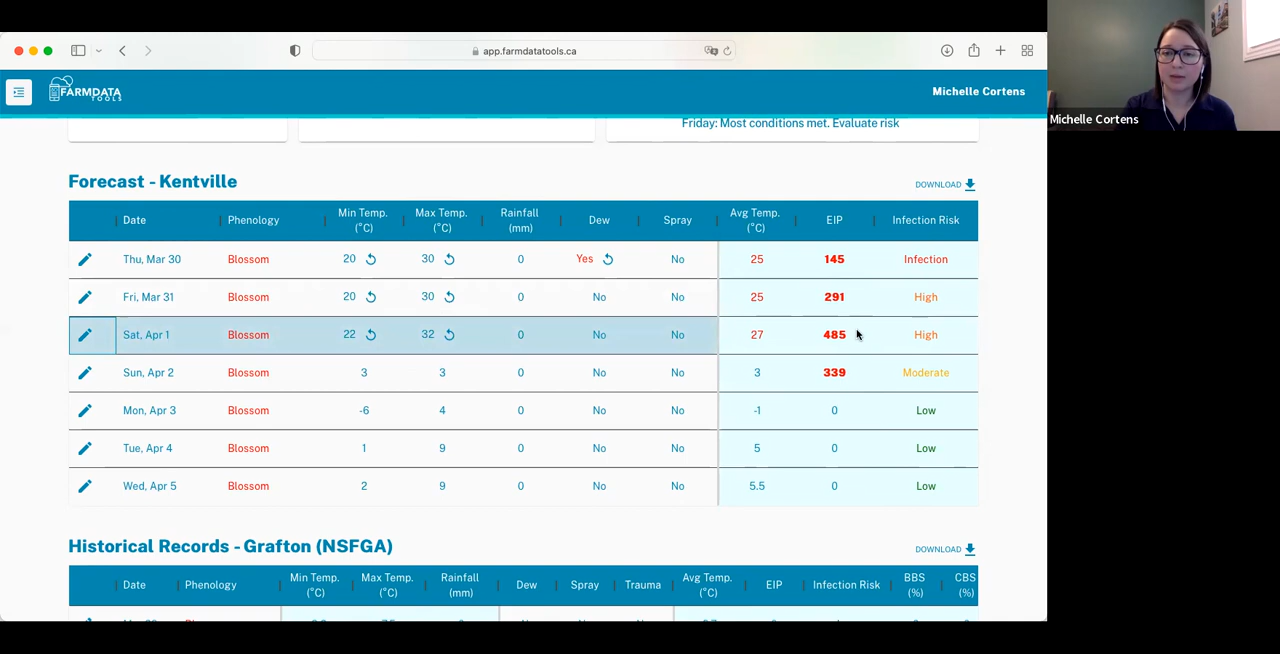 app.farmdatatools.ca
FARMDATA
TOOLS
Michelle Cortens
Michelle Cortens
Friday: Most conditions met. Evaluate risk
Forecast - Kentville
DOWNLOAD
Date Phenology Min Temp. (°C) Max Temp. (°C) Rainfall (mm) Dew Spray Avg Temp. (°C) EIP Infection Risk
Thu, Mar 30 Blossom 20 30 0 Yes No 25 145 Infection
Fri, Mar 31 Blossom 20 30 0 No No 25 291 High
Sat, Apr 1 Blossom 22 32 0 No No 27 485 High
Sun, Apr 2 Blossom 3 3 0 No No 3 339 Moderate
Mon, Apr 3 Blossom -6 4 0 No No -1 0 Low
Tue, Apr 4 Blossom 1 9 0 No No 5 0 Low
Wed, Apr 5 Blossom 2 9 0 No No 5.5 0 Low
Historical Records - Grafton (NSFGA)
DOWNLOAD
Date Phenology Min Temp. (°C) Max Temp. (°C) Rainfall (mm) Dew Spray Trauma Avg Temp. (°C) EIP Infection Risk BBS (%) CBS (%)